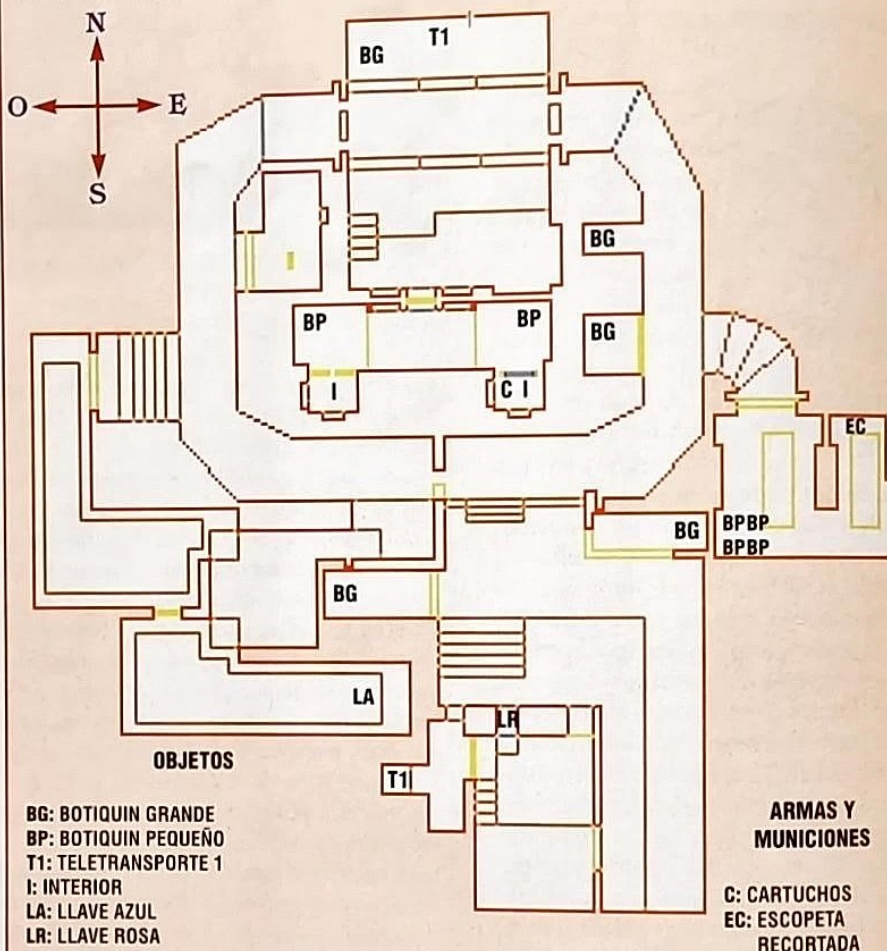 N
O E
S
T1
BG
BG
BP BP
BG
I C I
EC
BG BPBP
BPBP
BG
LA
LR
T1
OBJETOS
BG: BOTIQUIN GRANDE
BP: BOTIQUIN PEQUEÑO
T1: TELETRANSPORTE 1
I: INTERIOR
LA: LLAVE AZUL
LR: LLAVE ROSA
ARMAS Y
MUNICIONES
C: CARTUCHOS
EC: ESCOPETA
RECORTADA